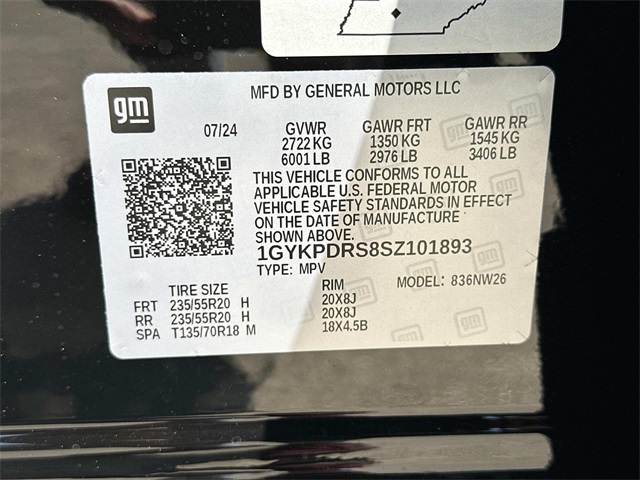 gm
MFD BY GENERAL MOTORS LLC
07/24 GVWR GAWR FRT GAWR RR
2722 KG 1350 KG 1545 KG
6001 LB 2976 LB 3406 LB
THIS VEHICLE CONFORMS TO ALL
APPLICABLE U.S. FEDERAL MOTOR
VEHICLE SAFETY STANDARDS IN EFFECT
ON THE DATE OF MANUFACTURE
SHOWN ABOVE.
1GYKPDRS8SZ101893
TYPE: MPV MODEL: 836NW26
TIRE SIZE RIM
FRT 235/55R20 H 20X8J
RR 235/55R20 H 20X8J
SPA T135/70R18 M 18X4.5B